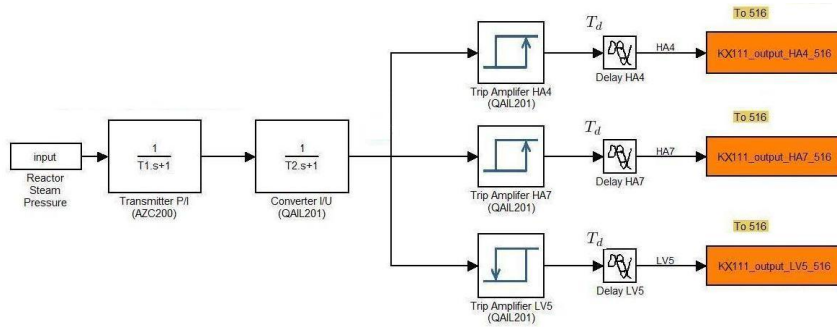 To 516
T_d
HA4
KX111_output_HA4_516
Delay HA4
Trip Amplifer HA4
(QAIL201)
To 516
T_d
HA7
KX111_output_HA7_516
Delay HA7
Trip Amplifer HA7
(QAIL201)
input
Reactor
Steam
Pressure
1
T1.s+1
Transmitter P/I
(AZC200)
1
T2.s+1
Converter I/U
(QAIL201)
To 516
T_d
LV5
KX111_output_LV5_516
Delay LV5
Trip Amplifier LV5
(QAIL201)